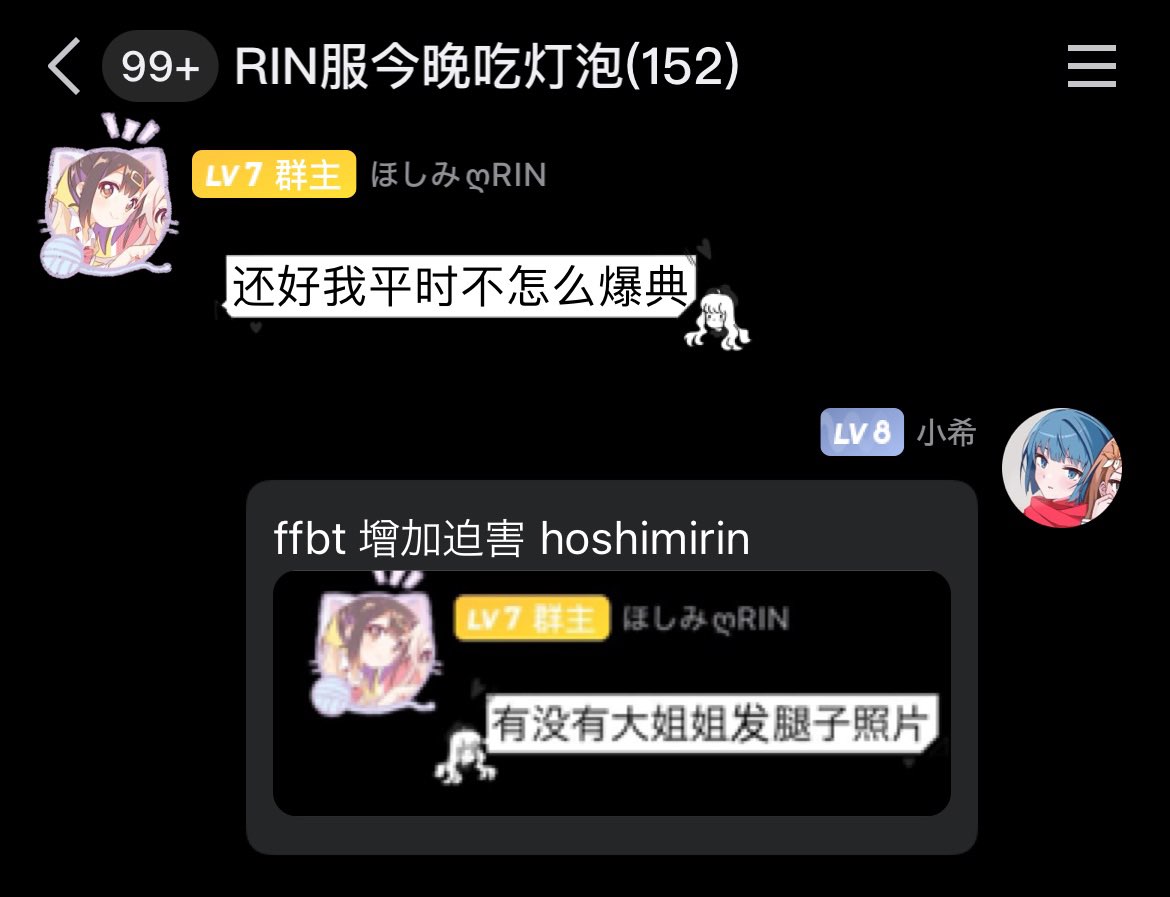 99+ RIN服今晚吃灯泡(152)
LV7 群主 ほしみღRIN
还好我平时不怎么爆典
LV8 小希
ffbt 增加迫害 hoshimirin
LV7 群主 ほしみღRIN
有没有大姐姐发腿子照片